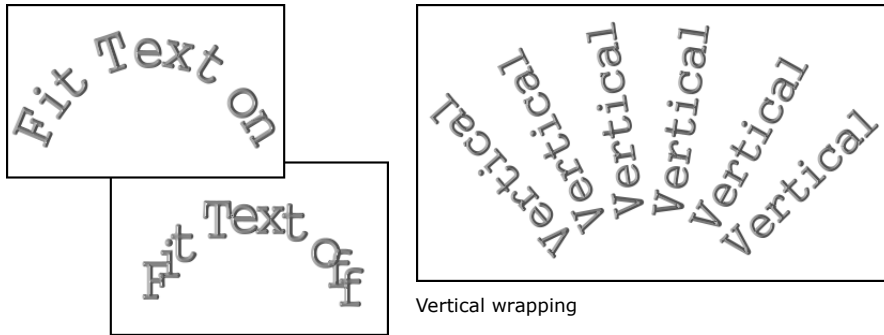 Fit Text on
Fit Text off
Vertical
Vertical
Vertical
Vertical
Vertical
Vertical
Vertical wrapping